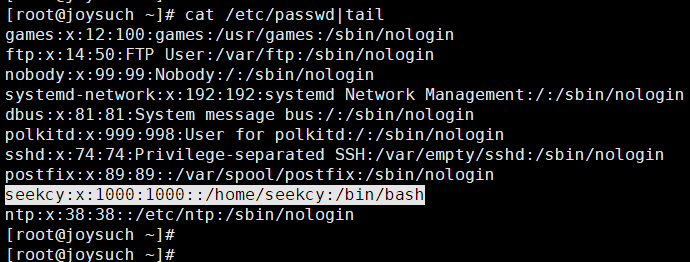 [root@joysuch ~]# cat /etc/passwd|tail
games:x:12:100:games:/usr/games:/sbin/nologin
ftp:x:14:50:FTP User:/var/ftp:/sbin/nologin
nobody:x:99:99:Nobody:/:/sbin/nologin
systemd-network:x:192:192:systemd Network Management:/:/sbin/nologin
dbus:x:81:81:System message bus:/:/sbin/nologin
polkitd:x:999:998:User for polkitd:/:/sbin/nologin
sshd:x:74:74:Privilege-separated SSH:/var/empty/sshd:/sbin/nologin
postfix:x:89:89::/var/spool/postfix:/sbin/nologin
seekcy:x:1000:1000::/home/seekcy:/bin/bash
ntp:x:38:38::/etc/ntp:/sbin/nologin
[root@joysuch ~]#
[root@joysuch ~]#